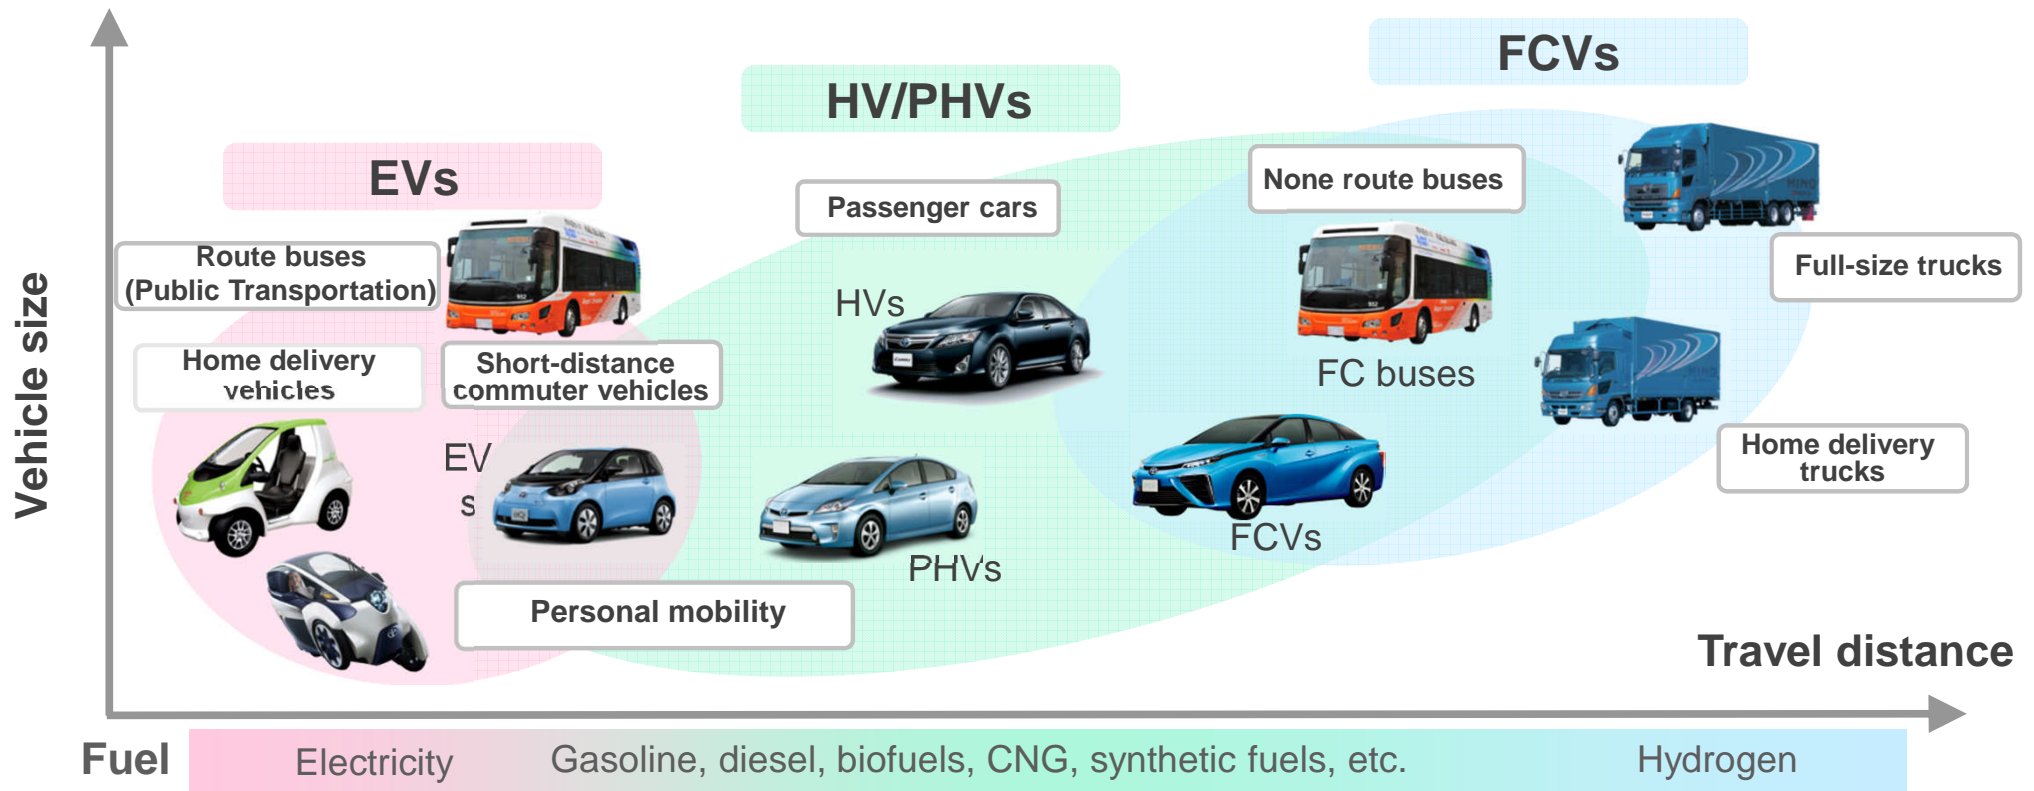 FCVs
HV/PHVs
EVs
None route buses
Passenger cars
Route buses
(Public Transportation)
Full-size trucks
HVs
Home delivery
vehicles
Short-distance
commuter vehicles
FC buses
Home delivery
trucks
EV
s
FCVs
PHVs
Personal mobility
Vehicle size
Travel distance
Fuel
Electricity
Gasoline, diesel, biofuels, CNG, synthetic fuels, etc.
Hydrogen
HINO